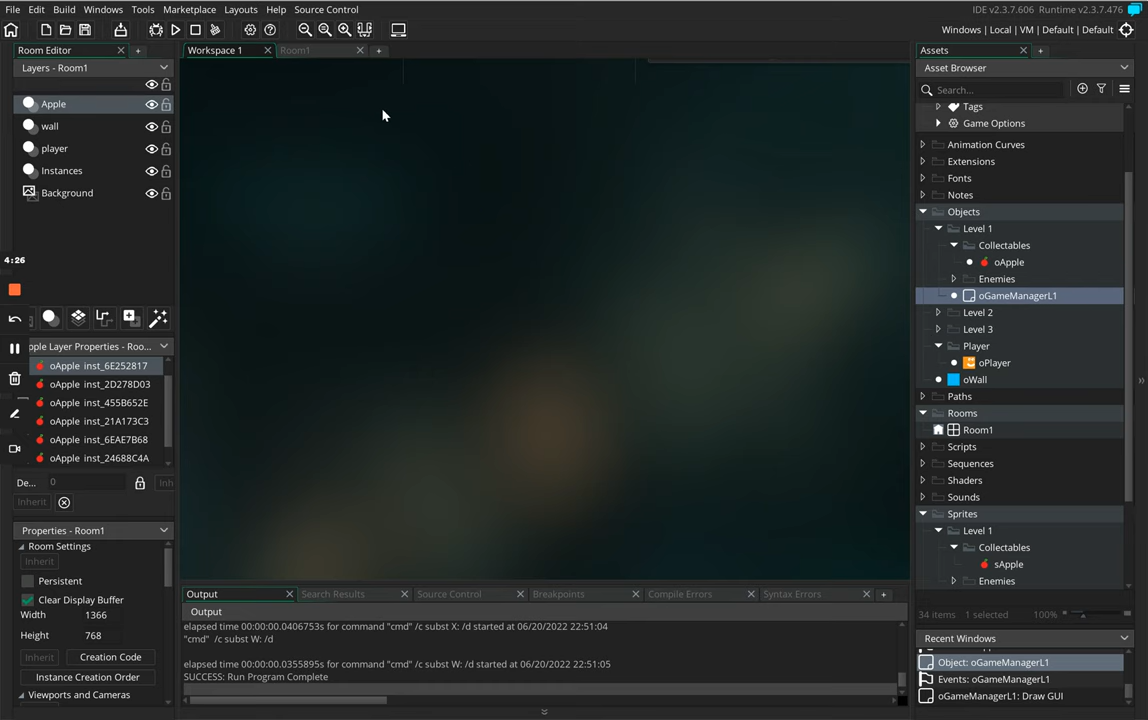 File Edit Build Windows Tools Marketplace Layouts Help Source Control
IDE v2.3.7.606 Runtime v2.3.7.476
Windows | Local | VM | Default | Default
Room Editor
Workspace 1
Room1
Assets
Layers - Room1
Asset Browser
Search...
Apple
wall
player
Instances
Background
4:26
Tags
Game Options
Animation Curves
Extensions
Fonts
Notes
Objects
Level 1
Collectables
oApple
Enemies
oGameManagerL1
Level 2
Level 3
Player
oPlayer
oWall
Paths
Rooms
Room1
Scripts
Sequences
Shaders
Sounds
Sprites
Level 1
Collectables
sApple
Enemies
pple Layer Properties - Roo...
oApple inst_6E252817
oApple inst_2D278D03
oApple inst_455B652E
oApple inst_21A173C3
oApple inst_6EAE7B68
oApple inst_24688C4A
De... 0 Inh
Inherit
Properties - Room1
Room Settings
Inherit
Persistent
Clear Display Buffer
Width 1366
Height 768
Inherit Creation Code
Instance Creation Order
Viewports and Cameras
Output Search Results Source Control Breakpoints Compile Errors Syntax Errors
Output
elapsed time 00:00:00.0406753s for command "cmd" /c subst X: /d started at 06/20/2022 22:51:04
"cmd" /c subst W: /d
elapsed time 00:00:00.0355895s for command "cmd" /c subst W: /d started at 06/20/2022 22:51:05
SUCCESS: Run Program Complete
34 items 1 selected 100%
Recent Windows
Object: oGameManagerL1
Events: oGameManagerL1
oGameManagerL1: Draw GUI